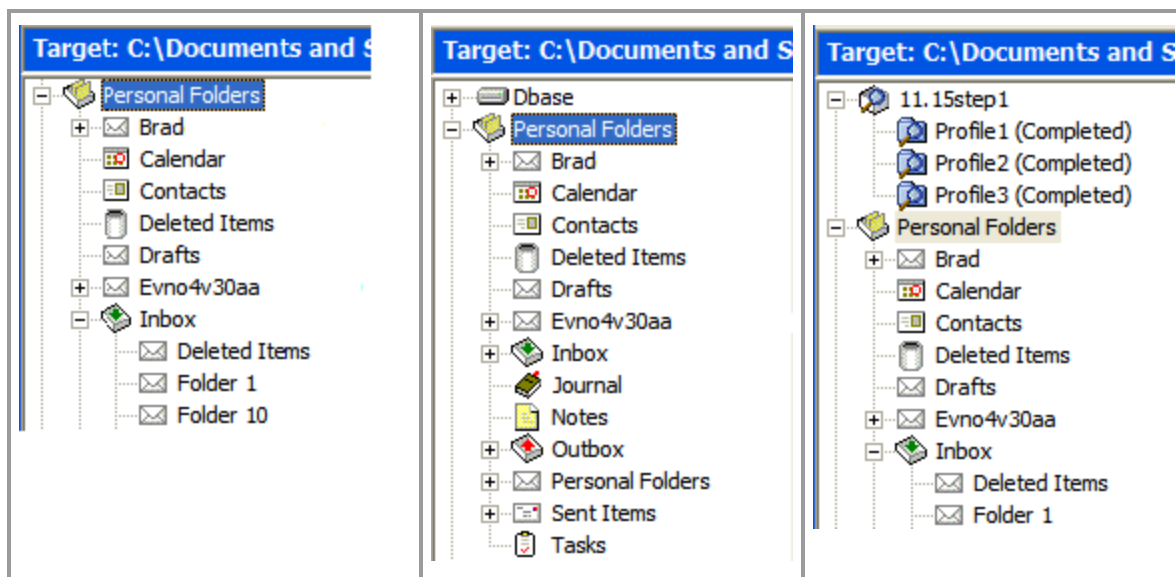 Target: C:\Documents and S
Personal Folders
Brad
Calendar
Contacts
Deleted Items
Drafts
Evno4v30aa
Inbox
Deleted Items
Folder 1
Folder 10
Target: C:\Documents and S
Dbase
Personal Folders
Brad
Calendar
Contacts
Deleted Items
Drafts
Evno4v30aa
Inbox
Journal
Notes
Outbox
Personal Folders
Sent Items
Tasks
Target: C:\Documents and S
11.15step1
Profile1 (Completed)
Profile2 (Completed)
Profile3 (Completed)
Personal Folders
Brad
Calendar
Contacts
Deleted Items
Drafts
Evno4v30aa
Inbox
Deleted Items
Folder 1